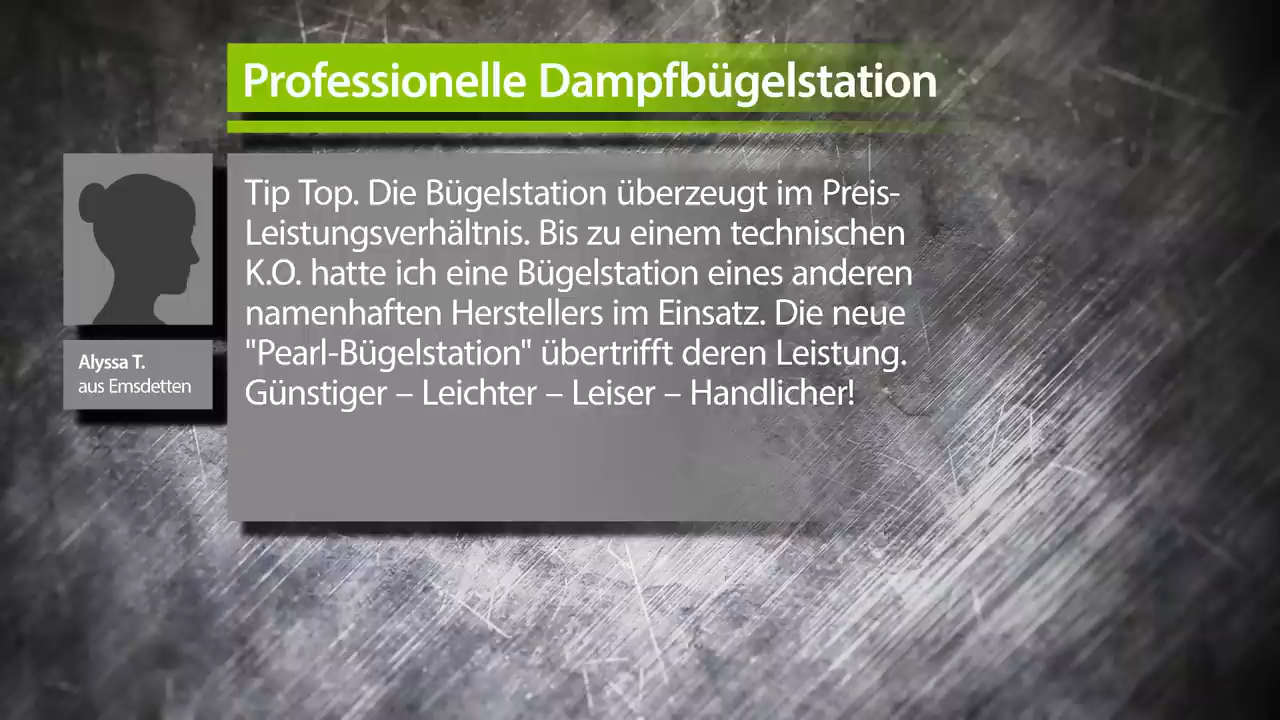 Professionelle Dampfbügelstation
Tip Top. Die Bügelstation überzeugt im Preis-
Leistungsverhältnis. Bis zu einem technischen
K.O. hatte ich eine Bügelstation eines anderen
namenhaften Herstellers im Einsatz. Die neue
"Pearl-Bügelstation" übertrifft deren Leistung.
Günstiger – Leichter – Leiser – Handlicher!
Alyssa T.
aus Emsdetten